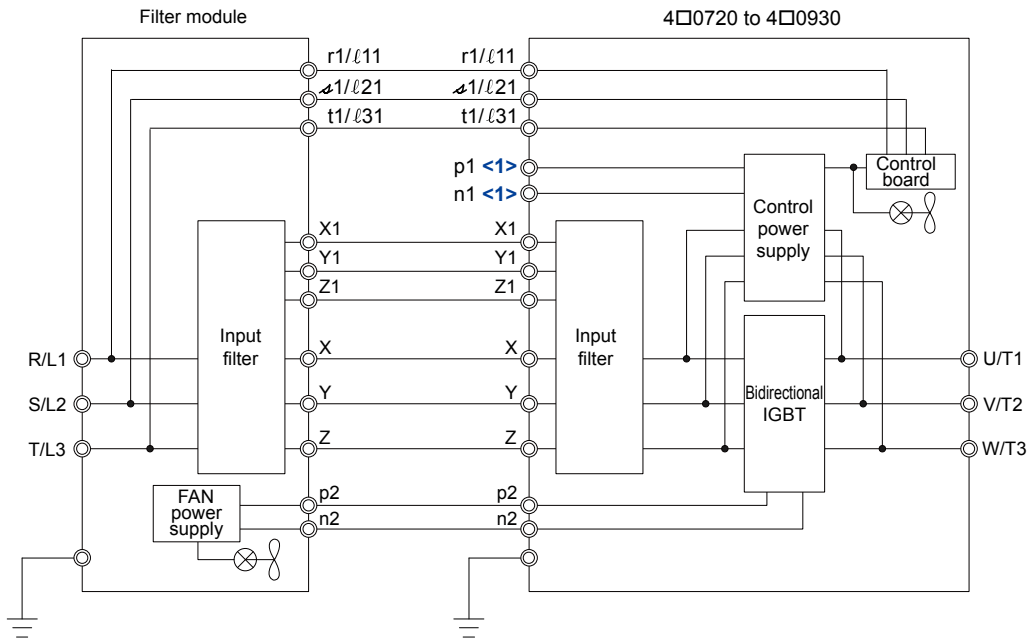 Filter module
4□0720 to 4□0930
r1/ℓ11
r1/ℓ11
𝓈1/ℓ21
𝓈1/ℓ21
t1/ℓ31
t1/ℓ31
p1 <1>
n1 <1>
Control
board
Control
power
supply
X1
X1
Y1
Y1
Z1
Z1
Input
filter
Input
filter
R/L1
X
X
U/T1
S/L2
Y
Y
Bidirectional
IGBT
V/T2
T/L3
Z
Z
W/T3
FAN
power
supply
p2
p2
n2
n2